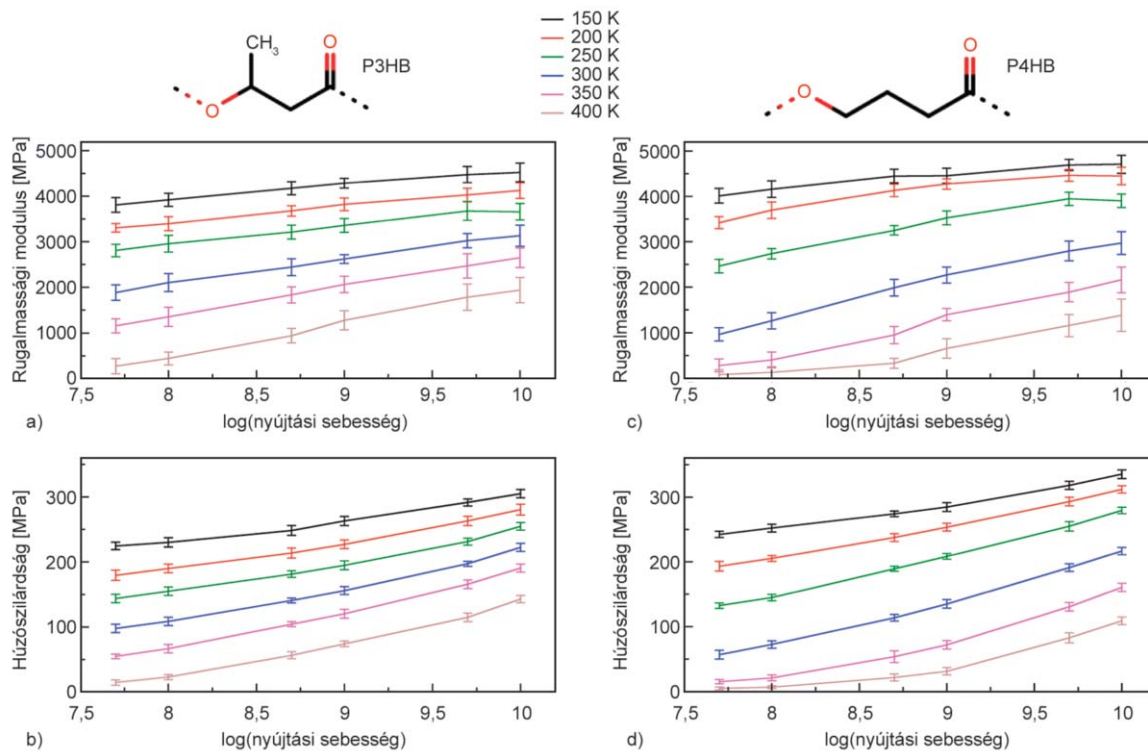 CH3
O
O
P3HB
150 K
200 K
250 K
300 K
350 K
400 K
O
O
P4HB
Rugalmassági modulus [MPa]
5000
4000
3000
2000
1000
0
7,5
8
8,5
9
9,5
10
a)
log(nyújtási sebesség)
Rugalmassági modulus [MPa]
5000
4000
3000
2000
1000
0
7,5
8
8,5
9
9,5
10
c)
log(nyújtási sebesség)
Húzószilárdság [MPa]
300
200
100
0
7,5
8
8,5
9
9,5
10
b)
log(nyújtási sebesség)
Húzószilárdság [MPa]
300
200
100
0
7,5
8
8,5
9
9,5
10
d)
log(nyújtási sebesség)